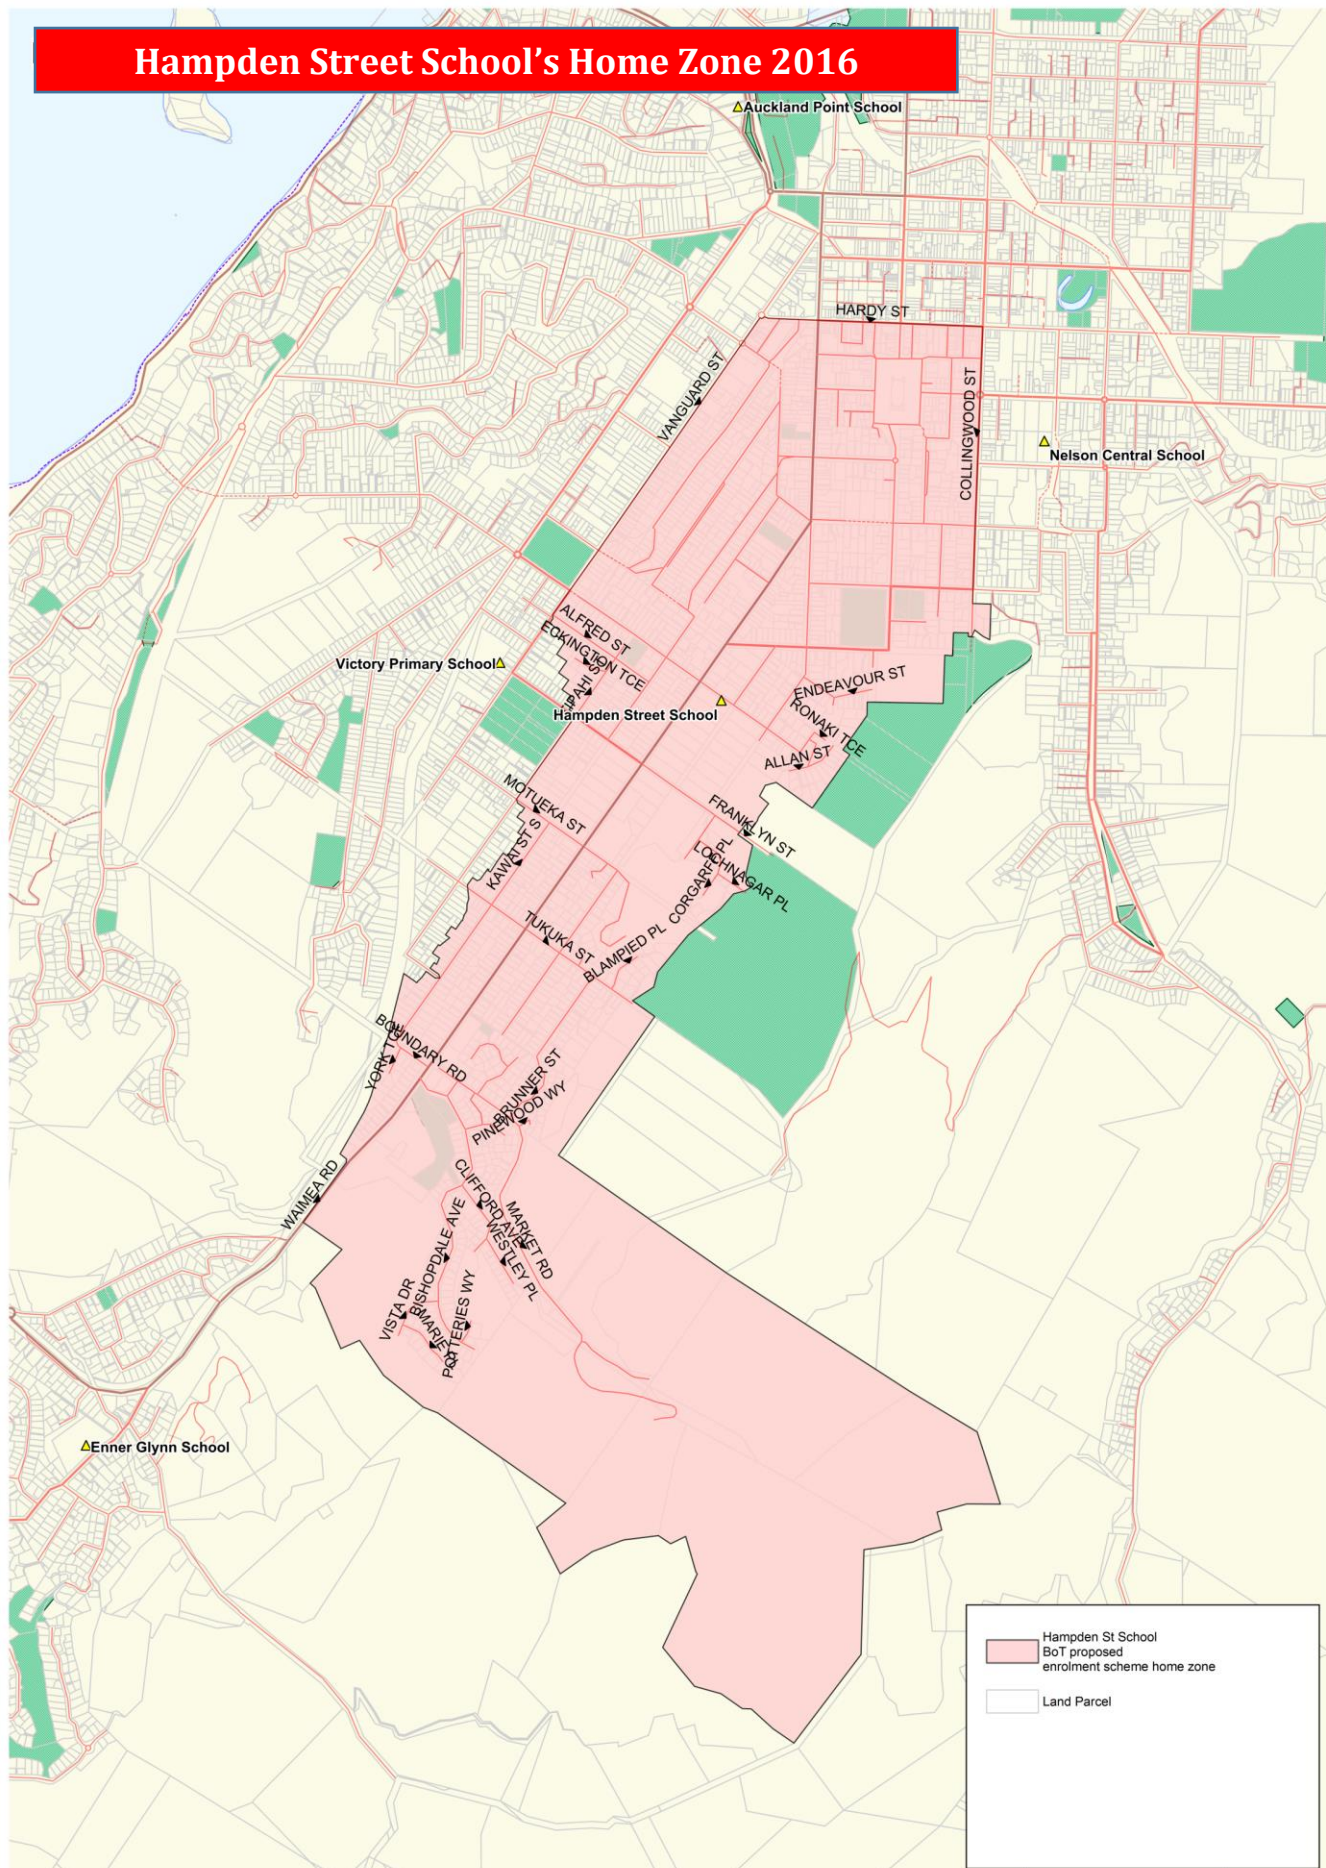 Hampden Street School's Home Zone 2016
Auckland Point School
HARDY ST
VANGUARD ST
COLLINGWOOD ST
Nelson Central School
ALFRED ST
ECKINGTON TCE
Victory Primary School
IPAHI S
Hampden Street School
ENDEAVOUR ST
RONAKI TCE
ALLAN ST
MOTUEKA ST
FRANKLYN ST
KAWAI ST S
LOCHNAGAR PL
PL
TUKUKA ST
BLAMPIED PL
BOUNDARY RD
YORK
BRUNNER ST
PINEWOOD WY
WAIMEA RD
CLIFFORD AVE
MARKET RD
BISHOPDALE AVE
WESTLEY PL
VISTA DR
MARIE
POTTERIES WY
Enner Glynn School
Hampden St School
BoT proposed
enrolment scheme home zone
Land Parcel